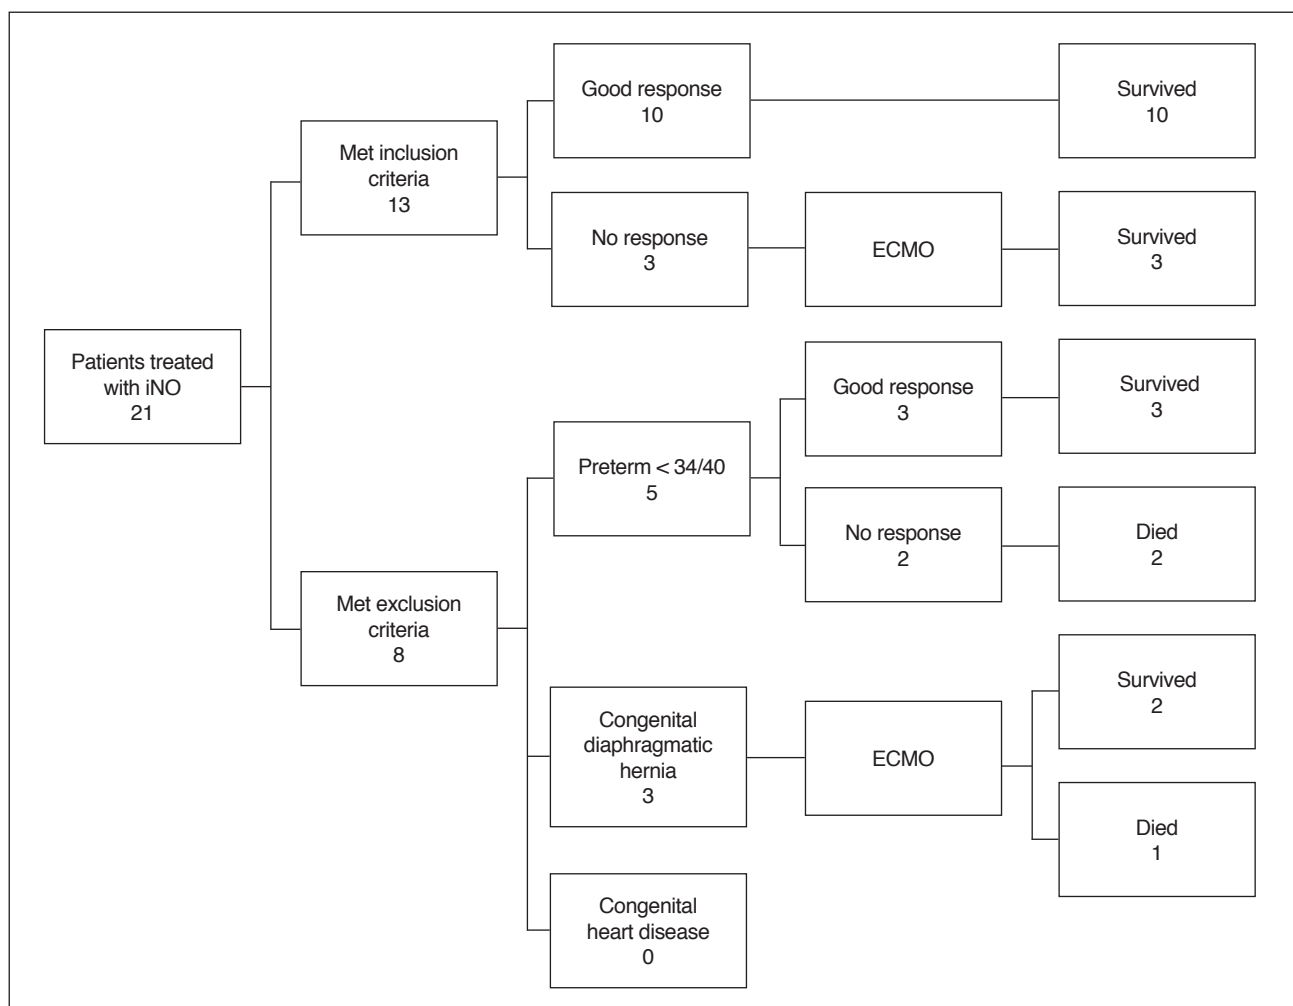 Patients treated
with iNO
21
Met inclusion
criteria
13
Good response
10
Survived
10
No response
3
ECMO
Survived
3
Met exclusion
criteria
8
Preterm < 34/40
5
Good response
3
Survived
3
No response
2
Died
2
Congenital
diaphragmatic
hernia
3
ECMO
Survived
2
Died
1
Congenital
heart disease
0